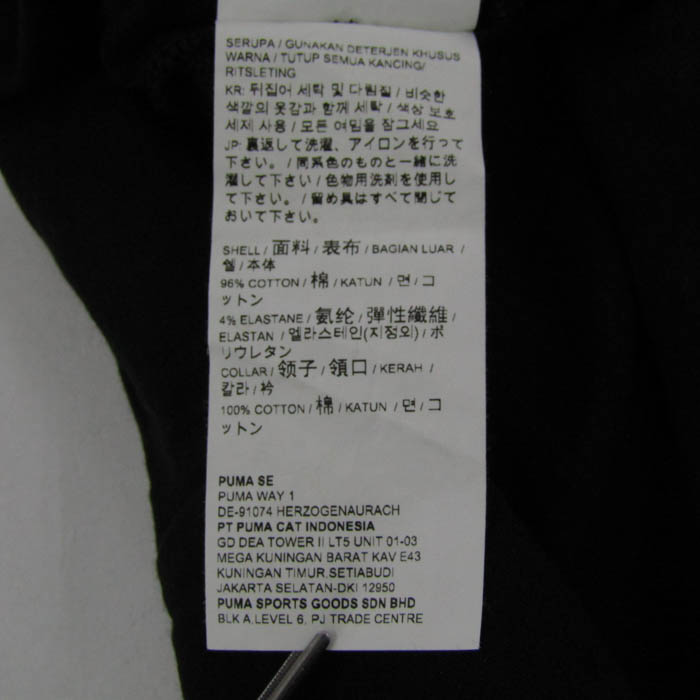 SERUPA / GUNAKAN DETERJEN KHUSUS
WARNA / TUTUP SEMUA KANCING/
RITSLETING
KR: 뒤집어 세탁 및 다림질 / 비슷한
색깔의 옷감과 함께 세탁 / 색상 보호
세제 사용 / 모든 여밈을 잠그세요
JP: 裏返して洗濯、アイロンを行って
下さい。/ 同系色のものと一緒に洗
濯して下さい / 色物用洗剤を使用し
て下さい。/ 留め具はすべて閉じて
おいて下さい。
SHELL / 面料 / 表布 / BAGIAN LUAR /
쉘 / 本体
96% COTTON / 棉 / KATUN / 면 / コ
ットン
4% ELASTANE / 氨纶 / 彈性纖維 /
ELASTAN / 엘라스테인(지정외) / ポ
リウレタン
COLLAR / 领子 / 領口 / KERAH /
칼라 / 衿
100% COTTON / 棉 / KATUN / 면 / コ
ットン
PUMA SE
PUMA WAY 1
DE-91074 HERZOGENAURACH
PT PUMA CAT INDONESIA
GD DEA TOWER II LT5 UNIT 01-03
MEGA KUNINGAN BARAT KAV E43
KUNINGAN TIMUR,SETIABUDI
JAKARTA SELATAN-DKI 12950
PUMA SPORTS GOODS SDN BHD
BLK A,LEVEL 6, PJ TRADE CENTRE